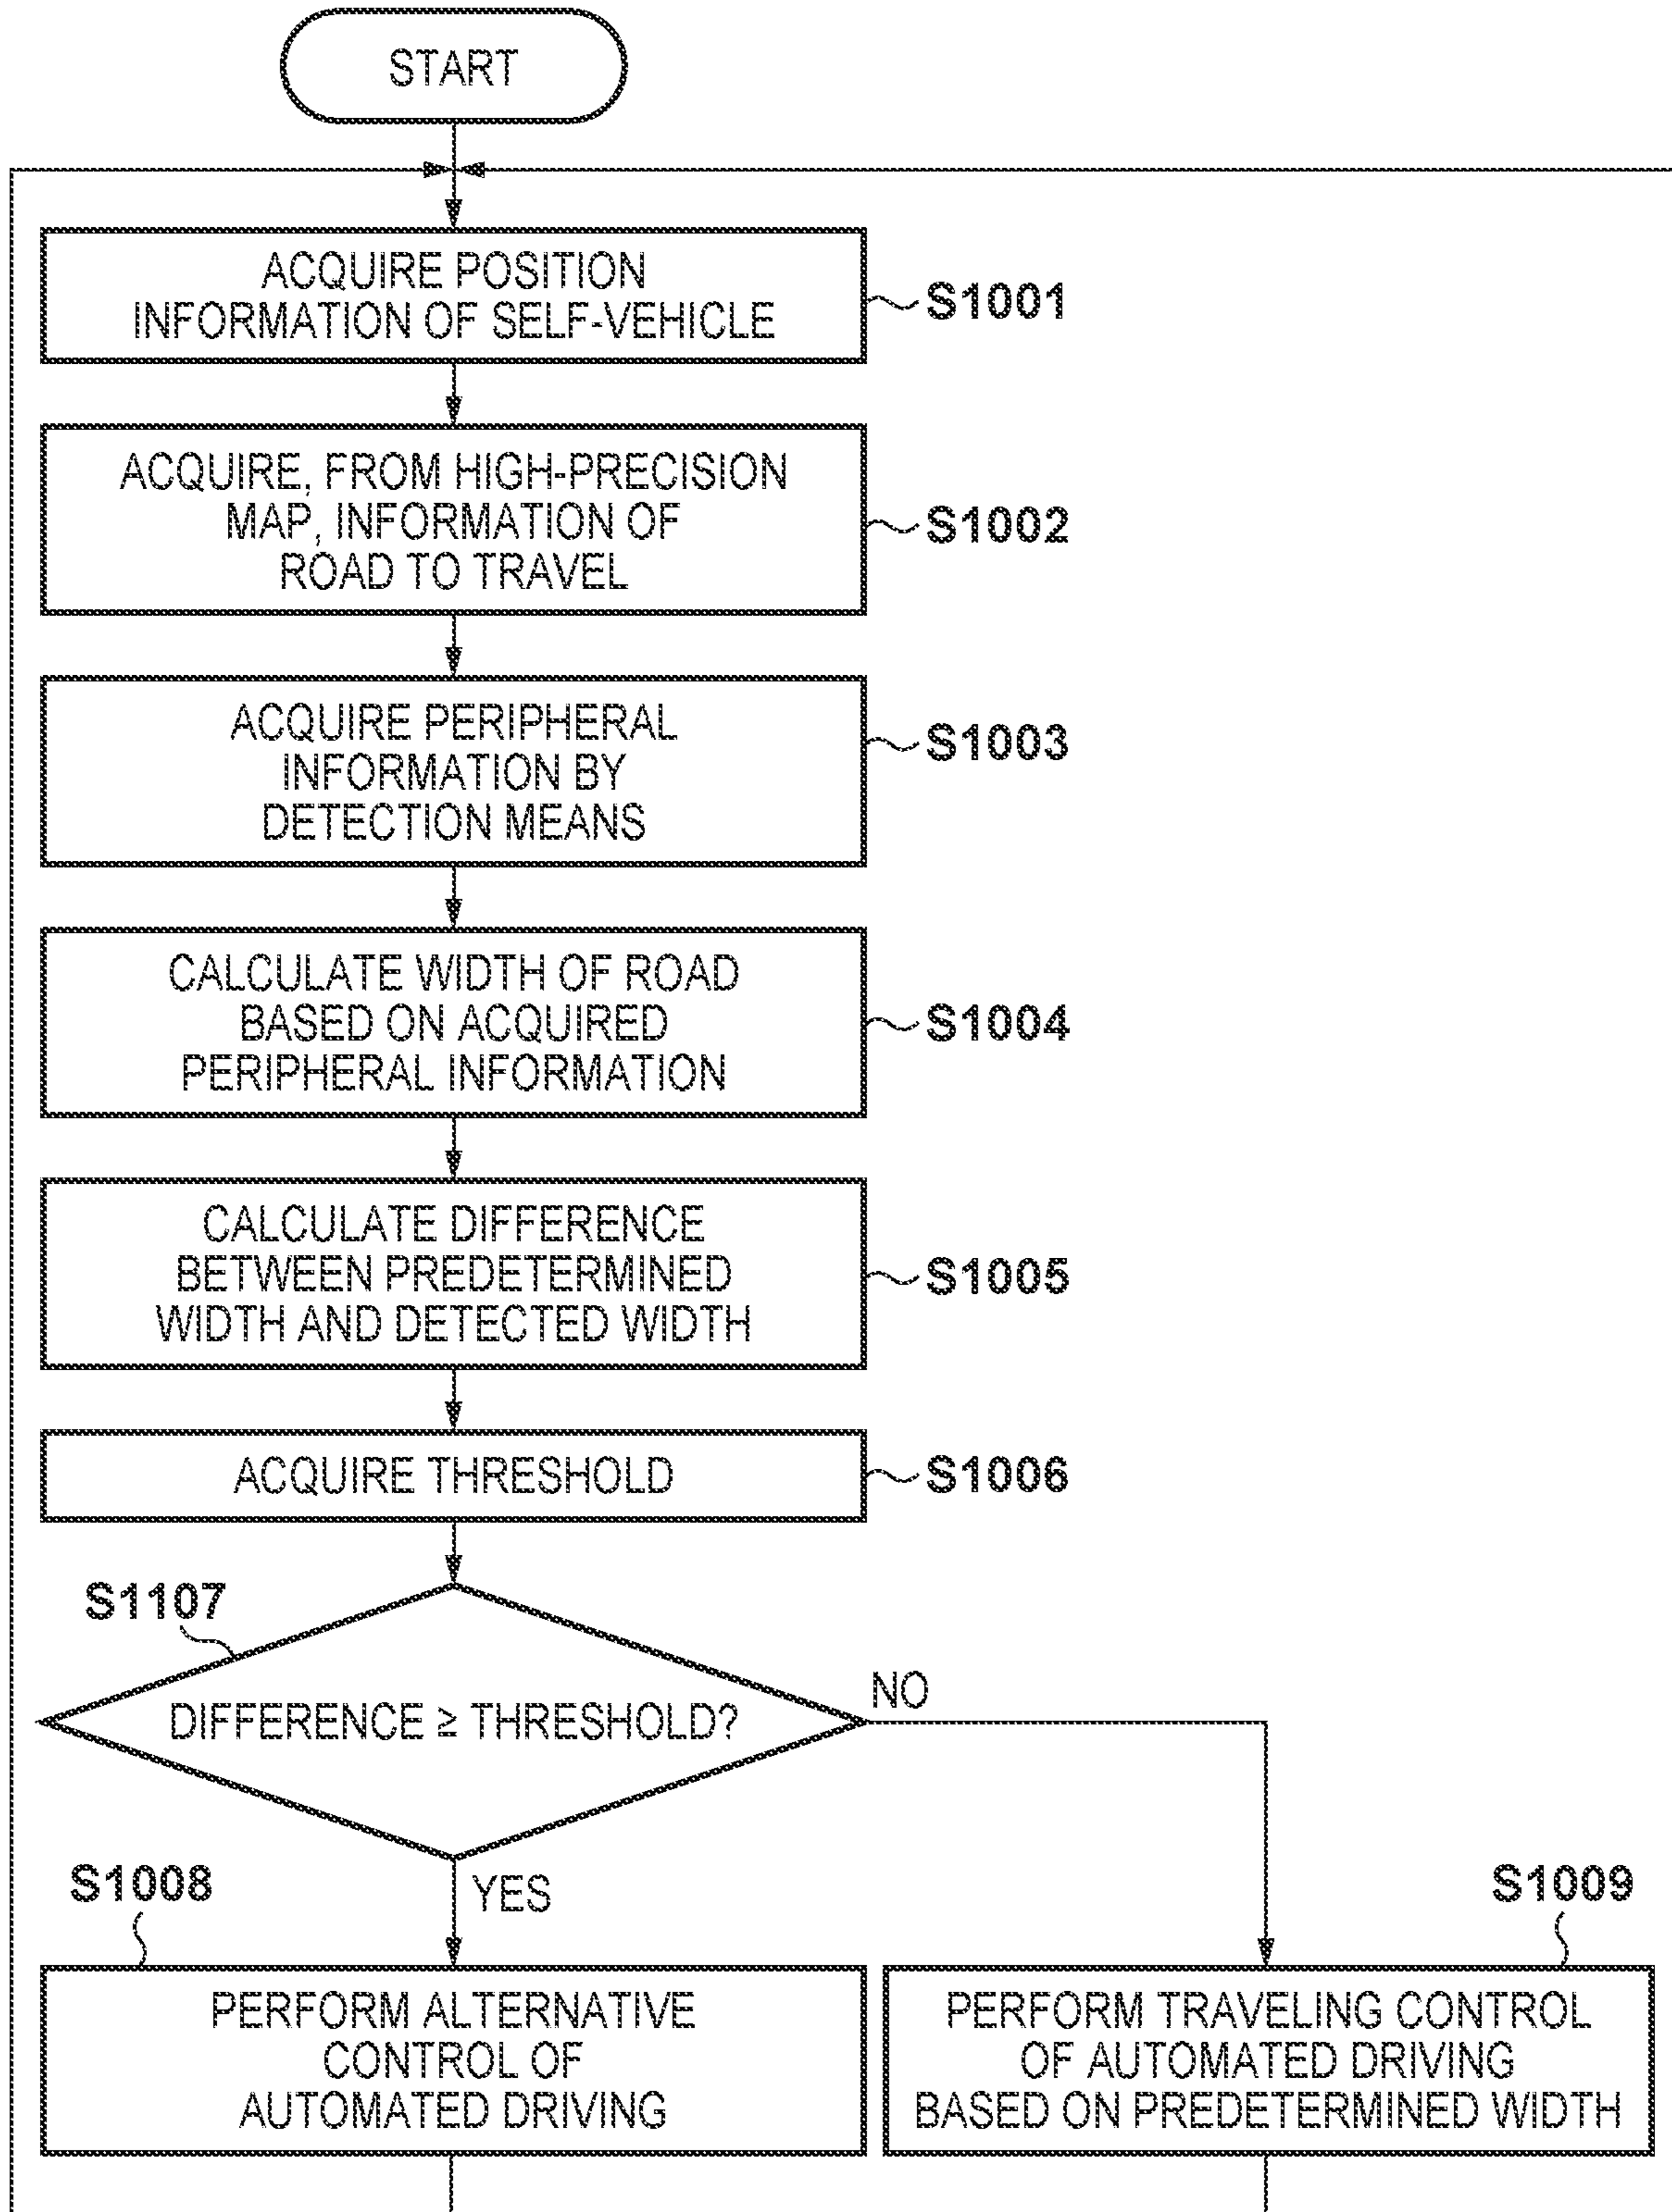 START
ACQUIRE POSITION
INFORMATION OF SELF-VEHICLE
S1001
ACQUIRE, FROM HIGH-PRECISION
MAP, INFORMATION OF
ROAD TO TRAVEL
S1002
ACQUIRE PERIPHERAL
INFORMATION BY
DETECTION MEANS
S1003
CALCULATE WIDTH OF ROAD
BASED ON ACQUIRED
PERIPHERAL INFORMATION
S1004
CALCULATE DIFFERENCE
BETWEEN PREDETERMINED
WIDTH AND DETECTED WIDTH
S1005
ACQUIRE THRESHOLD
S1006
S1107
DIFFERENCE ≥ THRESHOLD?
NO
YES
S1008
PERFORM ALTERNATIVE
CONTROL OF
AUTOMATED DRIVING
S1009
PERFORM TRAVELING CONTROL
OF AUTOMATED DRIVING
BASED ON PREDETERMINED WIDTH